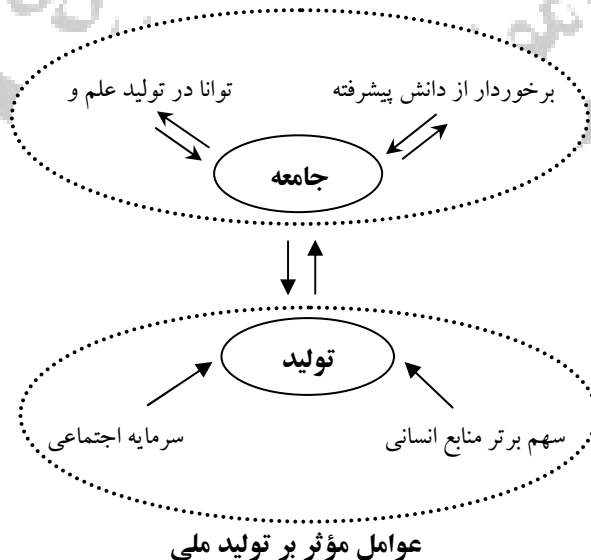 برخوردار از دانش پیشرفته
توانا در تولید علم و
جامعه
تولید
سهم برتر منابع انسانی
سرمایه اجتماعی
عوامل مؤثر بر تولید ملی